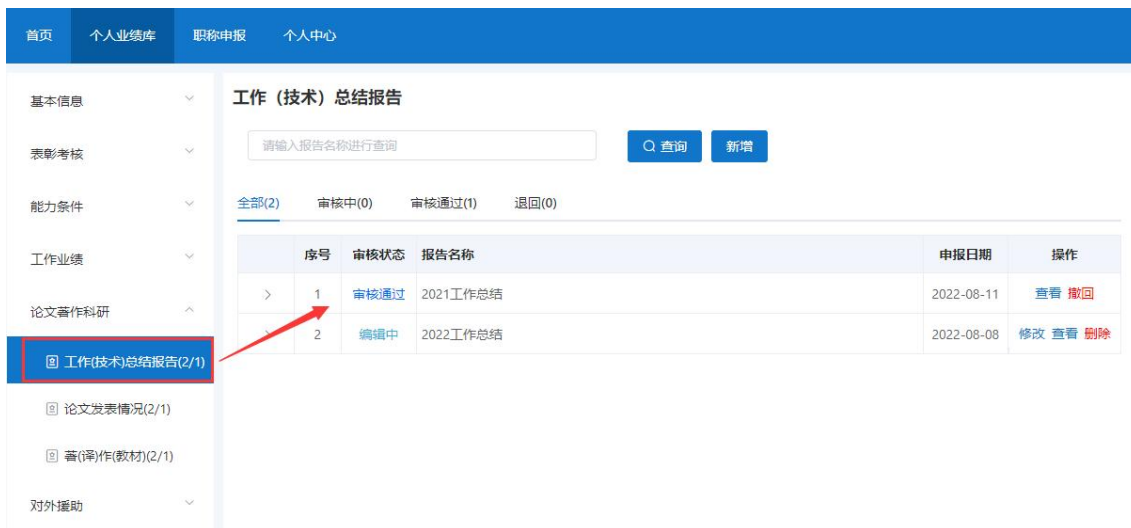 首页 个人业绩库 职称申报 个人中心
基本信息
表彰考核
能力条件
工作业绩
论文著作科研
工作(技术)总结报告(2/1)
论文发表情况(2/1)
著(译)作(教材)(2/1)
对外援助
工作（技术）总结报告
请输入报告名称进行查询 查询 新增
全部(2) 审核中(0) 审核通过(1) 退回(0)
序号 审核状态 报告名称 申报日期 操作
1 审核通过 2021工作总结 2022-08-11 查看 撤回
2 编辑中 2022工作总结 2022-08-08 修改 查看 删除